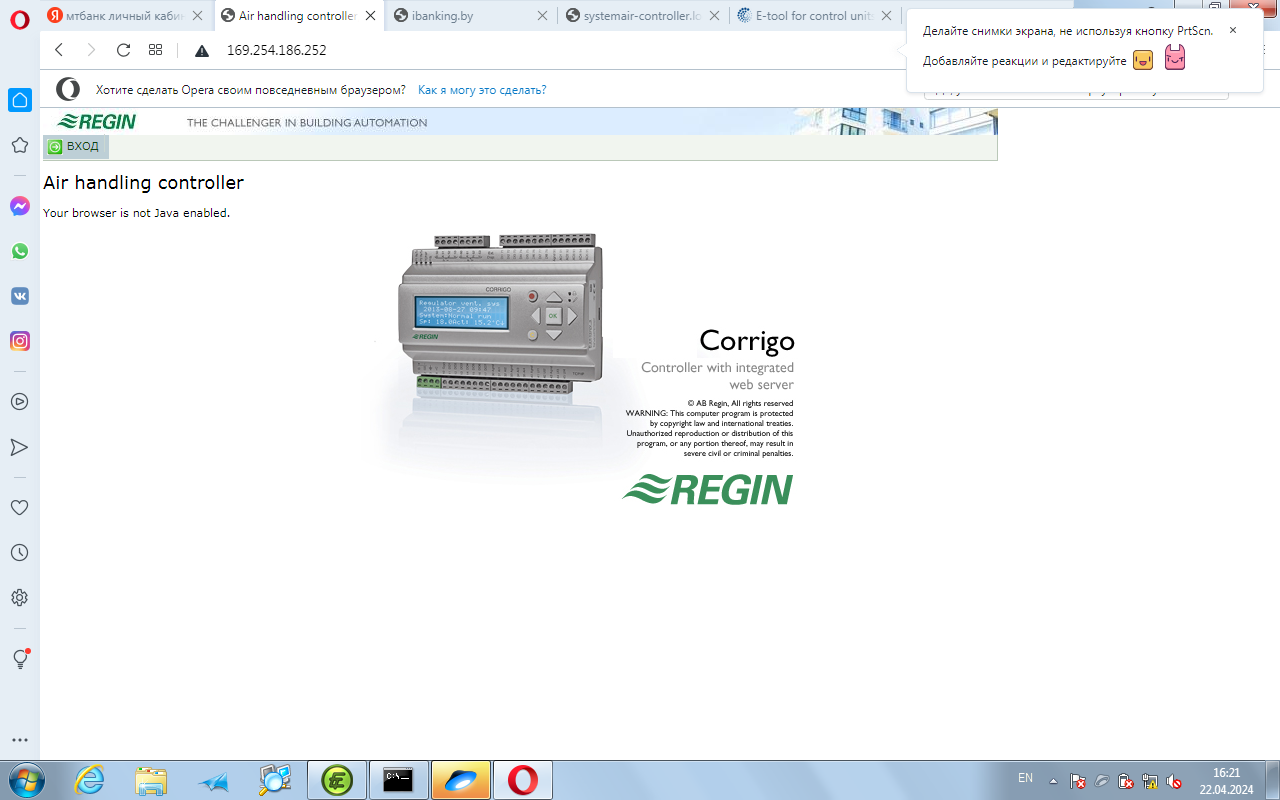 мтбанк личный каби
Air handling controller
ibanking.by
systemair-controller.lo
E-tool for control units
169.254.186.252
Делайте снимки экрана, не используя кнопку PrtScn.
Добавляйте реакции и редактируйте
Хотите сделать Opera своим повседневным браузером? Как я могу это сделать?
REGIN THE CHALLENGER IN BUILDING AUTOMATION
ВХОД
Air handling controller
Your browser is not Java enabled.
CORRIGO
Regulator vent. sys
2013-08-27 09:47
System:Normal run
Sp: 18.0Act: 15.2°C
OK
REGIN
Corrigo
Controller with integrated
web server
© AB Regin, All rights reserved
WARNING: This computer program is protected
by copyright law and international treaties.
Unauthorized reproduction or distribution of this
program, or any portion thereof, may result in
severe civil or criminal penalties.
REGIN
EN
16:21
22.04.2024